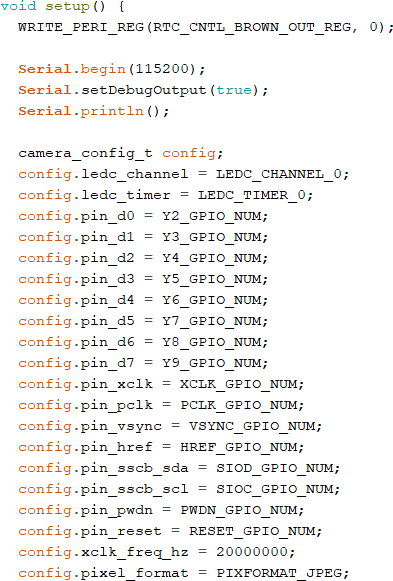 void setup() {
WRITE_PERI_REG(RTC_CNTL_BROWN_OUT_REG, 0);
Serial.begin(115200);
Serial.setDebugOutput(true);
Serial.println();
camera_config_t config;
config.ledc_channel = LEDC_CHANNEL_0;
config.ledc_timer = LEDC_TIMER_0;
config.pin_d0 = Y2_GPIO_NUM;
config.pin_d1 = Y3_GPIO_NUM;
config.pin_d2 = Y4_GPIO_NUM;
config.pin_d3 = Y5_GPIO_NUM;
config.pin_d4 = Y6_GPIO_NUM;
config.pin_d5 = Y7_GPIO_NUM;
config.pin_d6 = Y8_GPIO_NUM;
config.pin_d7 = Y9_GPIO_NUM;
config.pin_xclk = XCLK_GPIO_NUM;
config.pin_pclk = PCLK_GPIO_NUM;
config.pin_vsync = VSYNC_GPIO_NUM;
config.pin_href = HREF_GPIO_NUM;
config.pin_sscb_sda = SIOD_GPIO_NUM;
config.pin_sscb_scl = SIOC_GPIO_NUM;
config.pin_pwdn = PWDN_GPIO_NUM;
config.pin_reset = RESET_GPIO_NUM;
config.xclk_freq_hz = 20000000;
config.pixel_format = PIXFORMAT_JPEG;